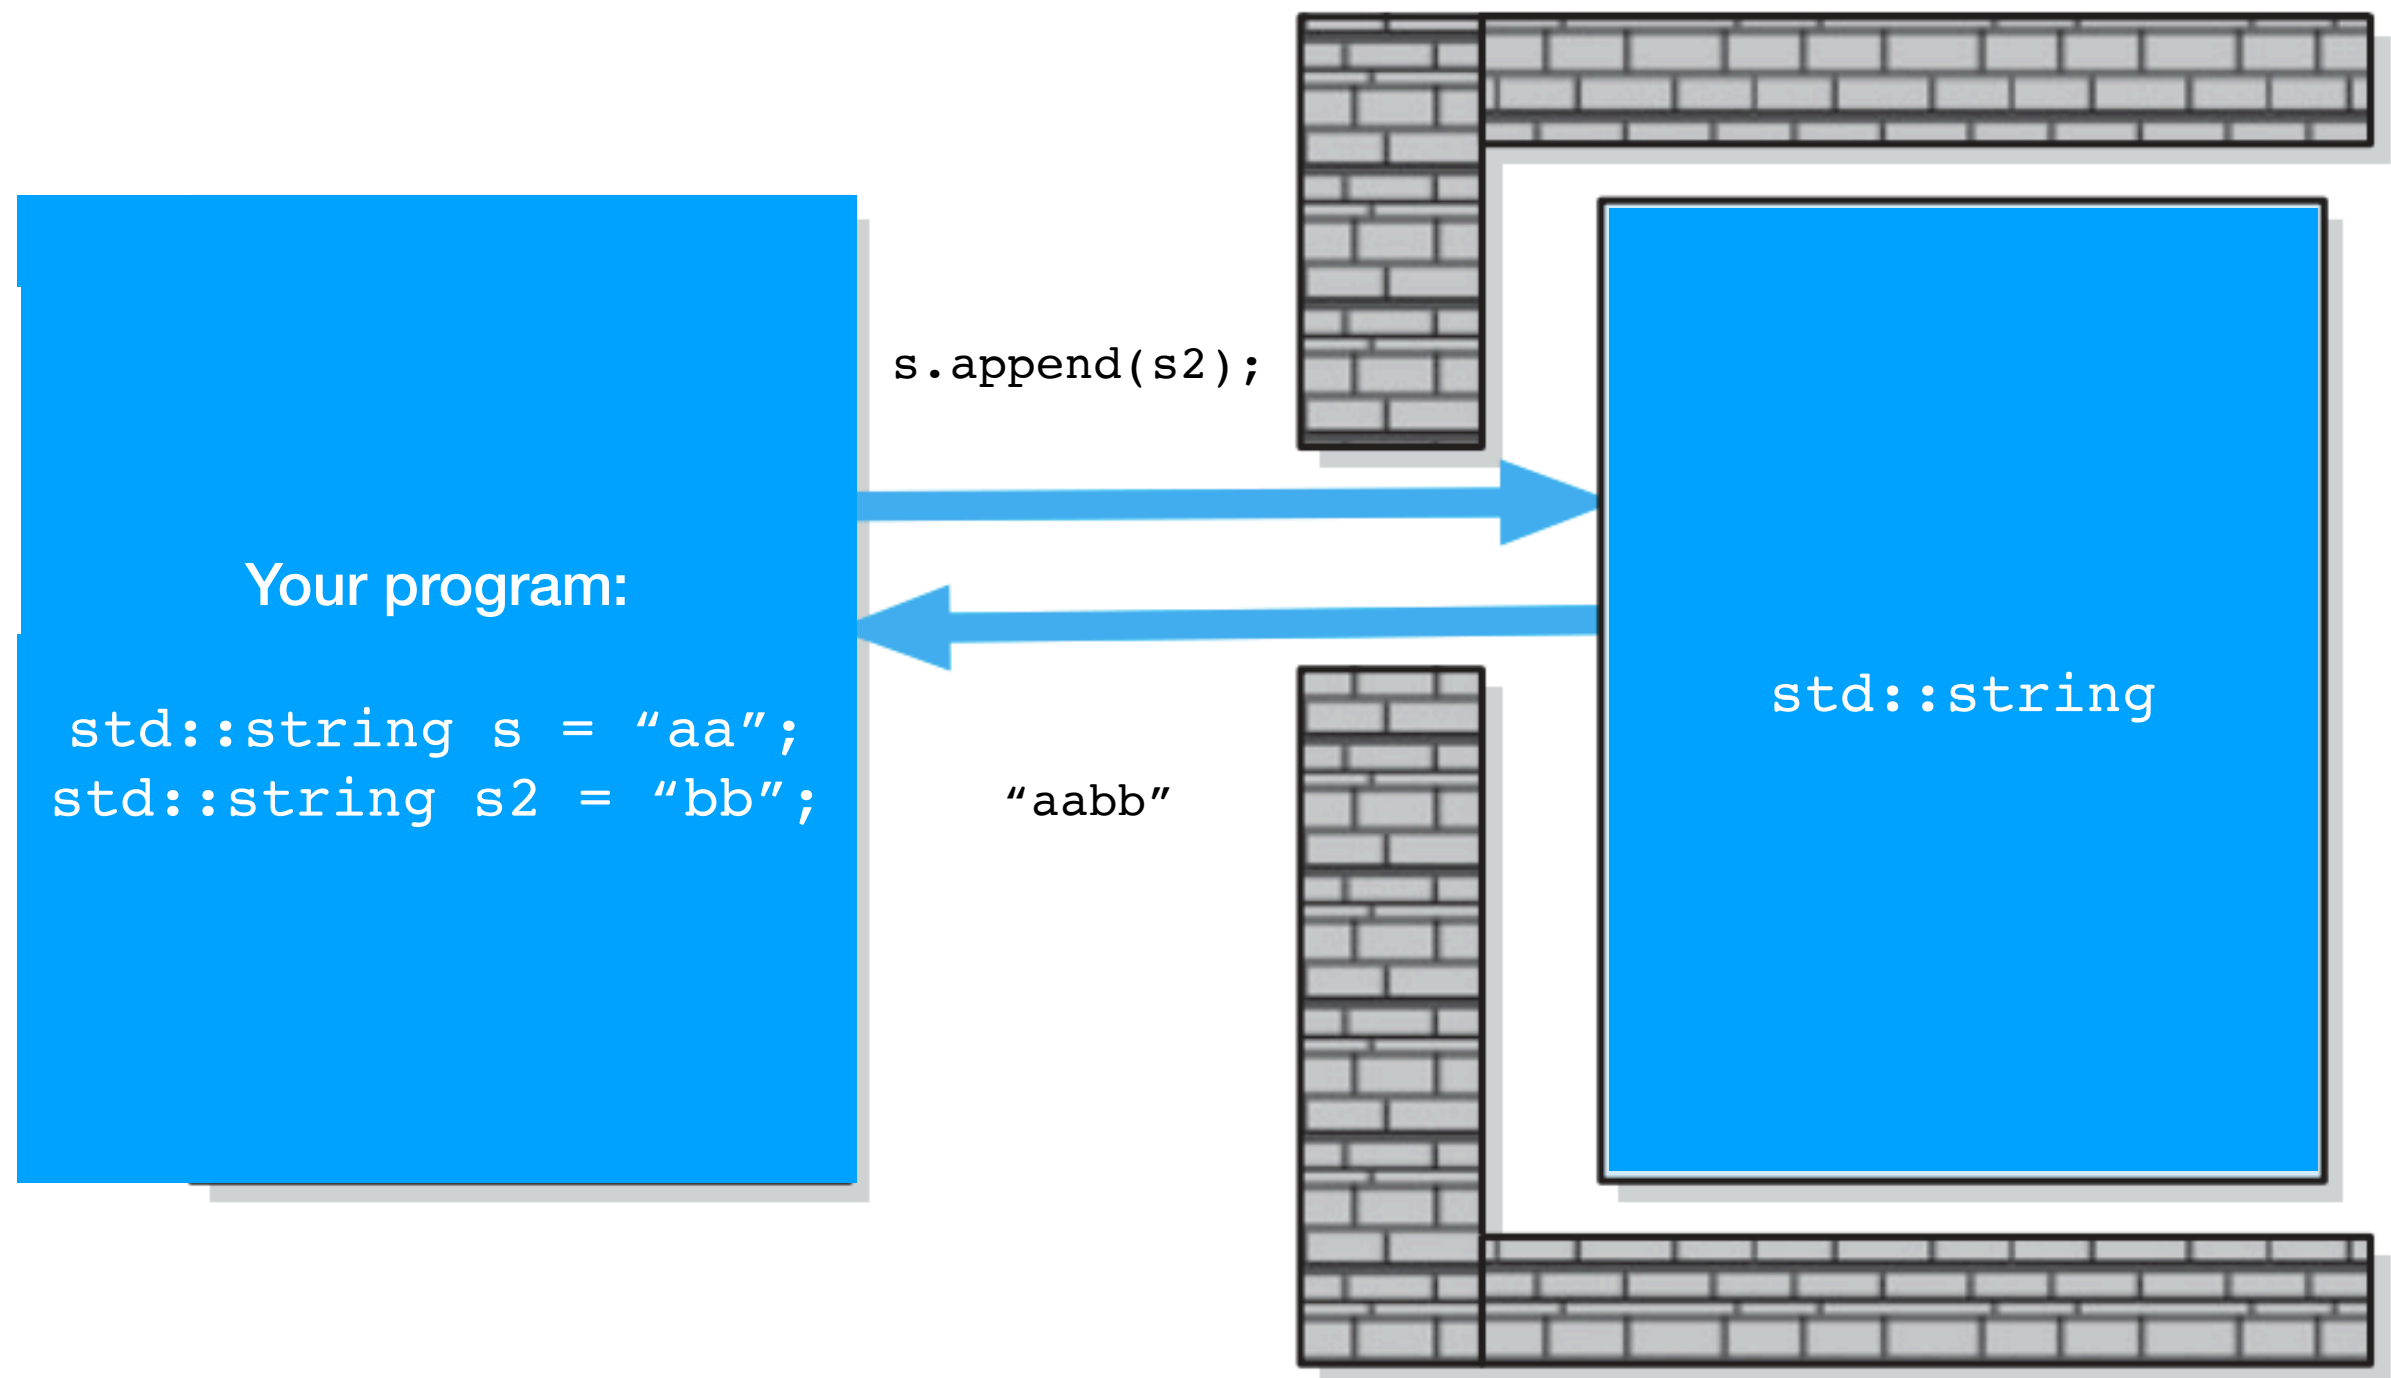 s.append(s2);
Your program:
std::string s = “aa”;
std::string s2 = “bb”;
“aabb”
std::string